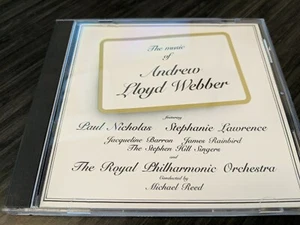 The music
of
Andrew
Lloyd Webber
featuring
Paul Nicholas Stephanie Lawrence
Jacqueline Barron James Rainbird
The Stephen Hill Singers
and
The Royal Philharmonic Orchestra
Conducted by
Michael Reed